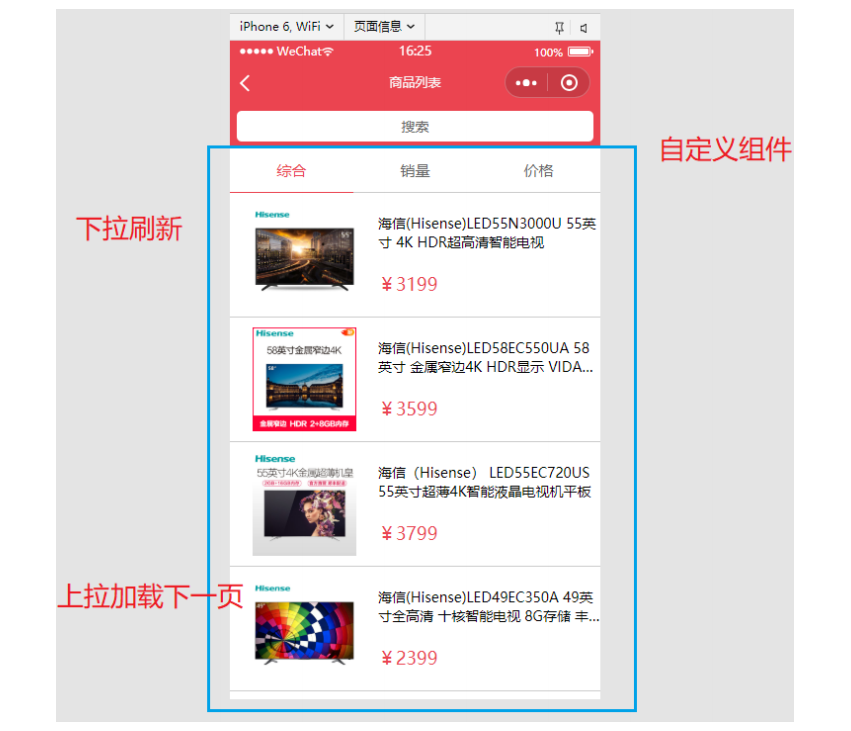 iPhone 6, WiFi 页面信息
WeChat 16:25 100%
商品列表
搜索
自定义组件
综合 销量 价格
下拉刷新
Hisense
55"
海信(Hisense)LED55N3000U 55英
寸 4K HDR超高清智能电视
￥3199
Hisense
58英寸金属窄边4K
58"
金属窄边 HDR 2+8GB内存
海信(Hisense)LED58EC550UA 58
英寸 金属窄边4K HDR显示 VIDA...
￥3599
Hisense
55英寸4K金属超薄机皇
海信（Hisense） LED55EC720US
55英寸超薄4K智能液晶电视机平板
￥3799
上拉加载下一页
Hisense
海信(Hisense)LED49EC350A 49英
寸全高清 十核智能电视 8G存储 丰...
￥2399